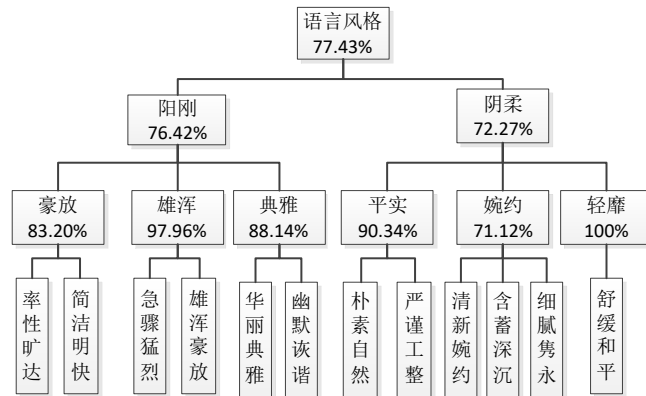 语言风格
77.43%
阳刚
76.42%
阴柔
72.27%
豪放
83.20%
雄浑
97.96%
典雅
88.14%
平实
90.34%
婉约
71.12%
轻靡
100%
率性旷达
简洁明快
急骤猛烈
雄浑豪放
华丽典雅
幽默诙谐
朴素自然
严谨工整
清新婉约
含蓄深沉
细腻隽永
舒缓和平